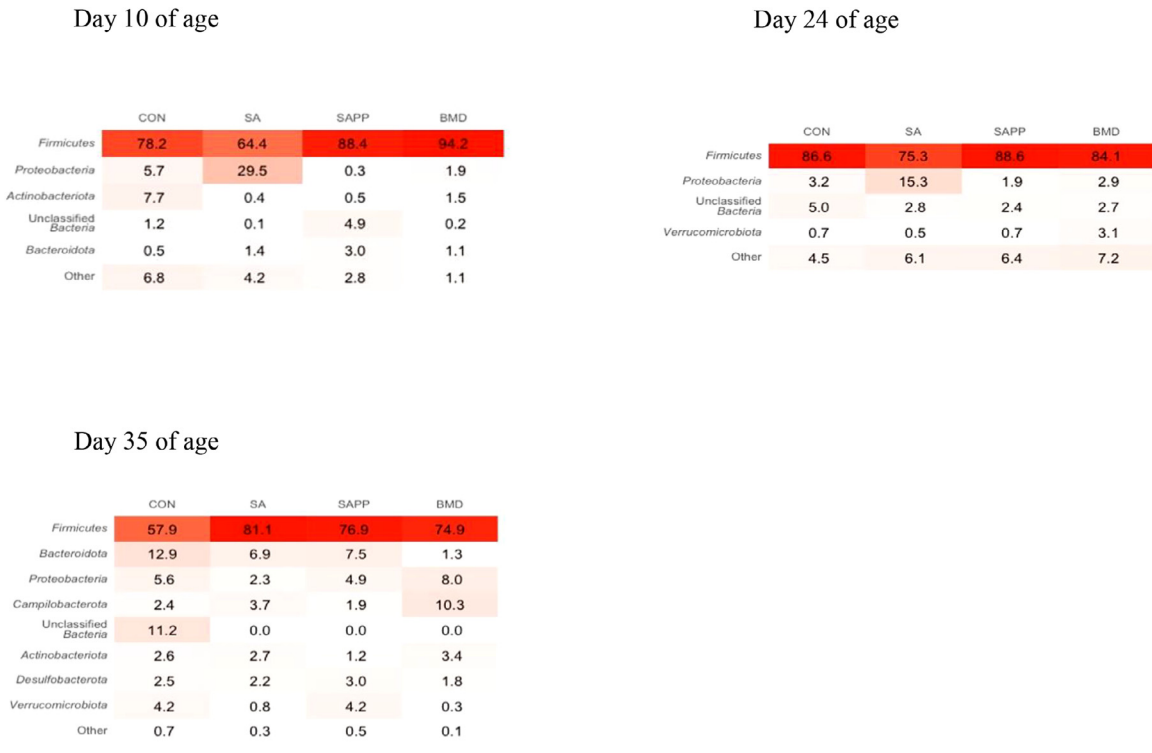 Day 10 of age
CON SA SAPP BMD
Firmicutes 78.2 64.4 88.4 94.2
Proteobacteria 5.7 29.5 0.3 1.9
Actinobacteriota 7.7 0.4 0.5 1.5
Unclassified
Bacteria 1.2 0.1 4.9 0.2
Bacteroidota 0.5 1.4 3.0 1.1
Other 6.8 4.2 2.8 1.1
Day 24 of age
CON SA SAPP BMD
Firmicutes 86.6 75.3 88.6 84.1
Proteobacteria 3.2 15.3 1.9 2.9
Unclassified
Bacteria 5.0 2.8 2.4 2.7
Verrucomicrobiota 0.7 0.5 0.7 3.1
Other 4.5 6.1 6.4 7.2
Day 35 of age
CON SA SAPP BMD
Firmicutes 57.9 81.1 76.9 74.9
Bacteroidota 12.9 6.9 7.5 1.3
Proteobacteria 5.6 2.3 4.9 8.0
Campilobacterota 2.4 3.7 1.9 10.3
Unclassified
Bacteria 11.2 0.0 0.0 0.0
Actinobacteriota 2.6 2.7 1.2 3.4
Desulfobacterota 2.5 2.2 3.0 1.8
Verrucomicrobiota 4.2 0.8 4.2 0.3
Other 0.7 0.3 0.5 0.1